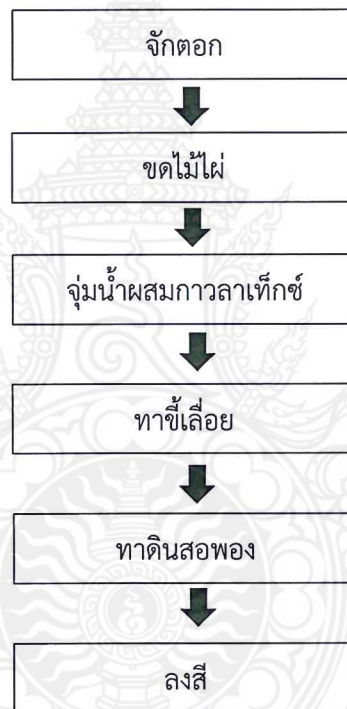 จักตอก
ขดไม้ไผ่
จุ่มน้ำผสมกาวลาเท็กซ์
ทาขี้เลื่อย
ทาดินสอพอง
ลงสี